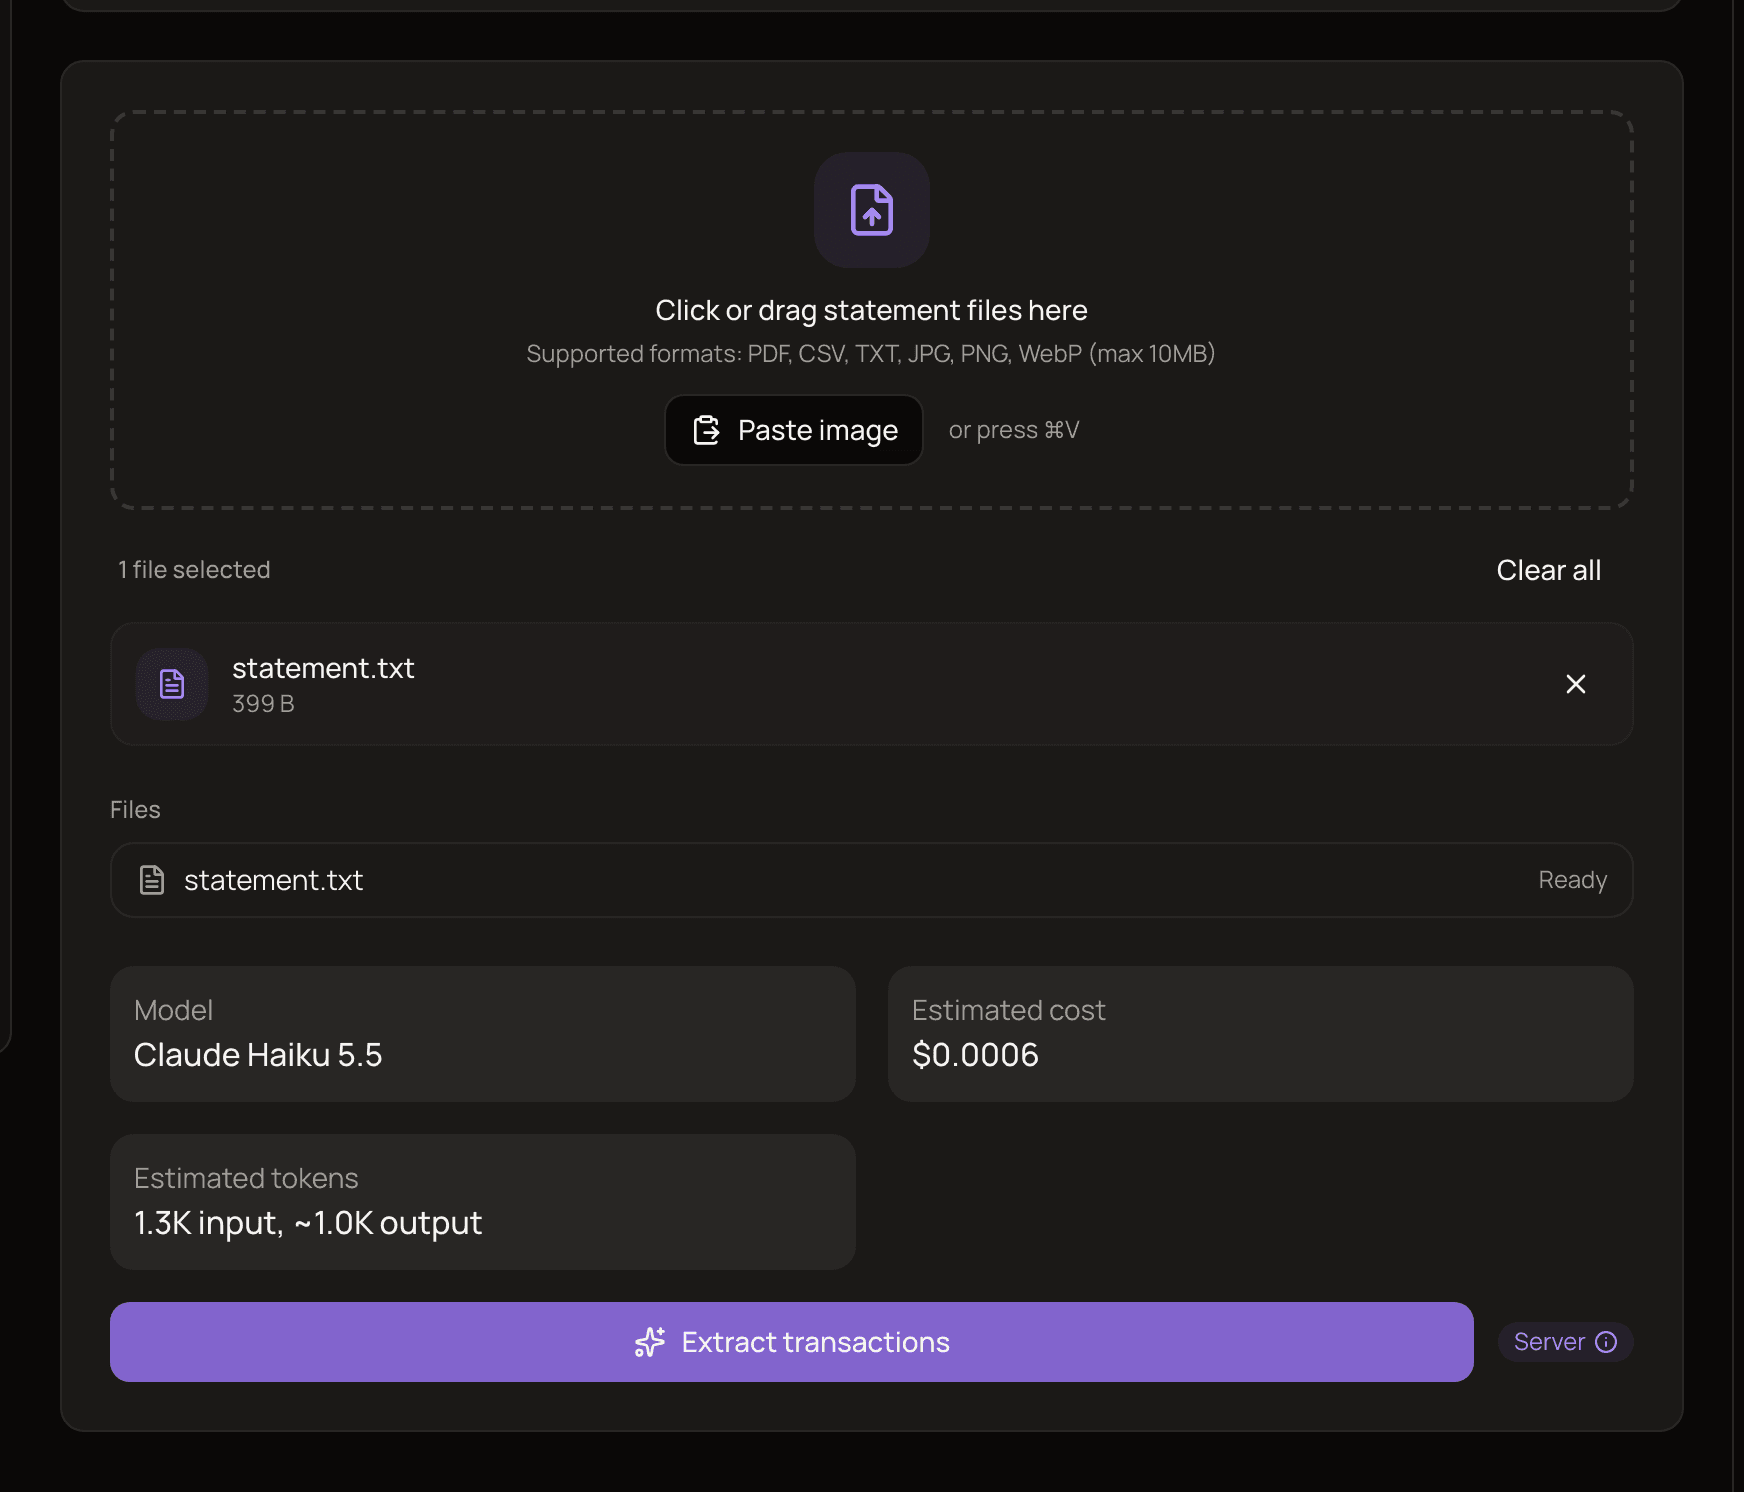 Click or drag statement files here
Supported formats: PDF, CSV, TXT, JPG, PNG, WebP (max 10MB)
Paste image or press ⌘V
1 file selected Clear all
statement.txt
399 B
Files
statement.txt Ready
Model
Claude Haiku 5.5
Estimated cost
$0.0006
Estimated tokens
1.3K input, ~1.0K output
Extract transactions Server